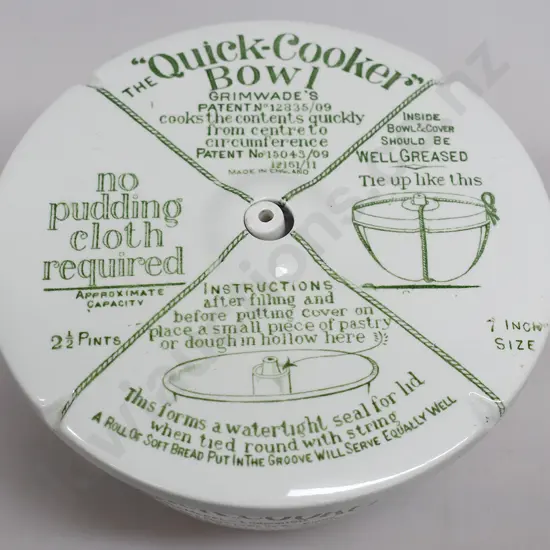 THE "Quick-Cooker"
BOWL
GRIMWADE'S
PATENT No 12835/09
cooks the contents quickly
from centre to
circumference
PATENT No 15043/09
12161/11
MADE IN ENGLAND
INSIDE
BOWL & COVER
SHOULD BE
WELL GREASED
Tie up like this
no
pudding
cloth
required
APPROXIMATE
CAPACITY
2½ PINTS
7 INCH
SIZE
INSTRUCTIONS
after filling and
before putting cover on
place a small piece of pastry
or dough in hollow here
This forms a watertight seal for lid
when tied round with string
A ROLL OF SOFT BREAD PUT IN THE GROOVE WILL SERVE EQUALLY WELL